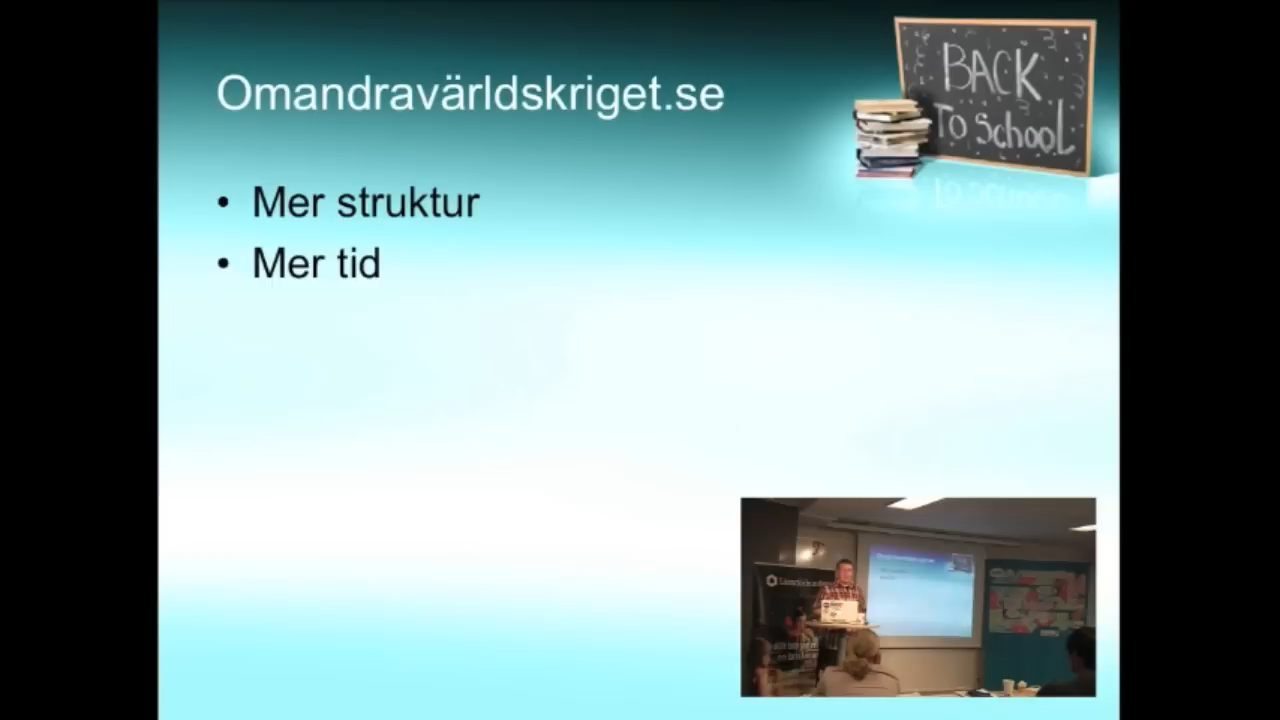 Omandravärldskriget.se
BACK
To School
• Mer struktur
• Mer tid